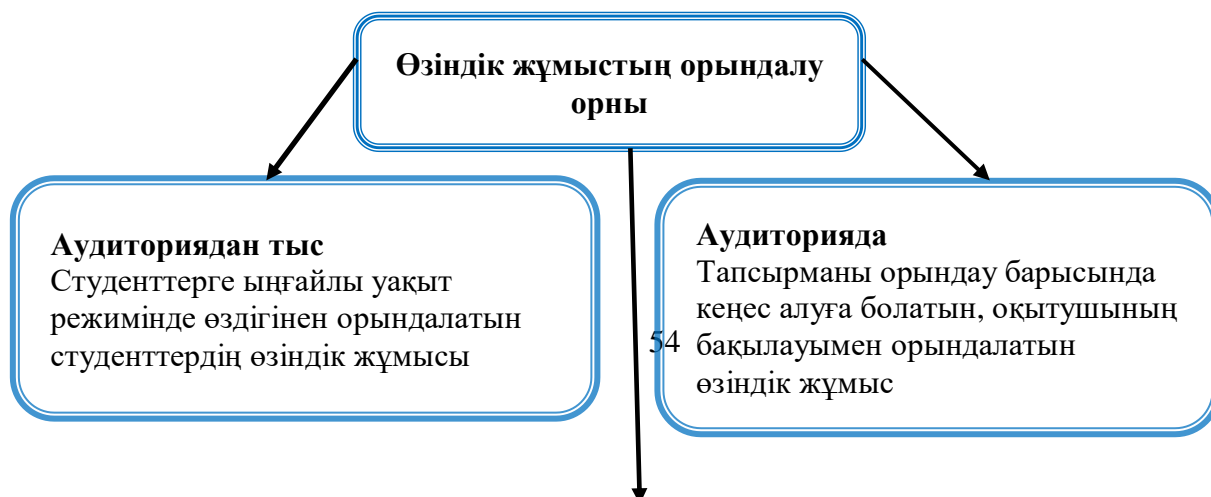 Өзіндік жұмыстың орындалу
орны
Аудиториядан тыс
Студенттерге ыңғайлы уақыт
режимінде өздігінен орындалатын
студенттердің өзіндік жұмысы
Аудиторияда
Тапсырманы орындау барысында
кеңес алуға болатын, оқытушының
бақылауымен орындалатын
өзіндік жұмыс
54